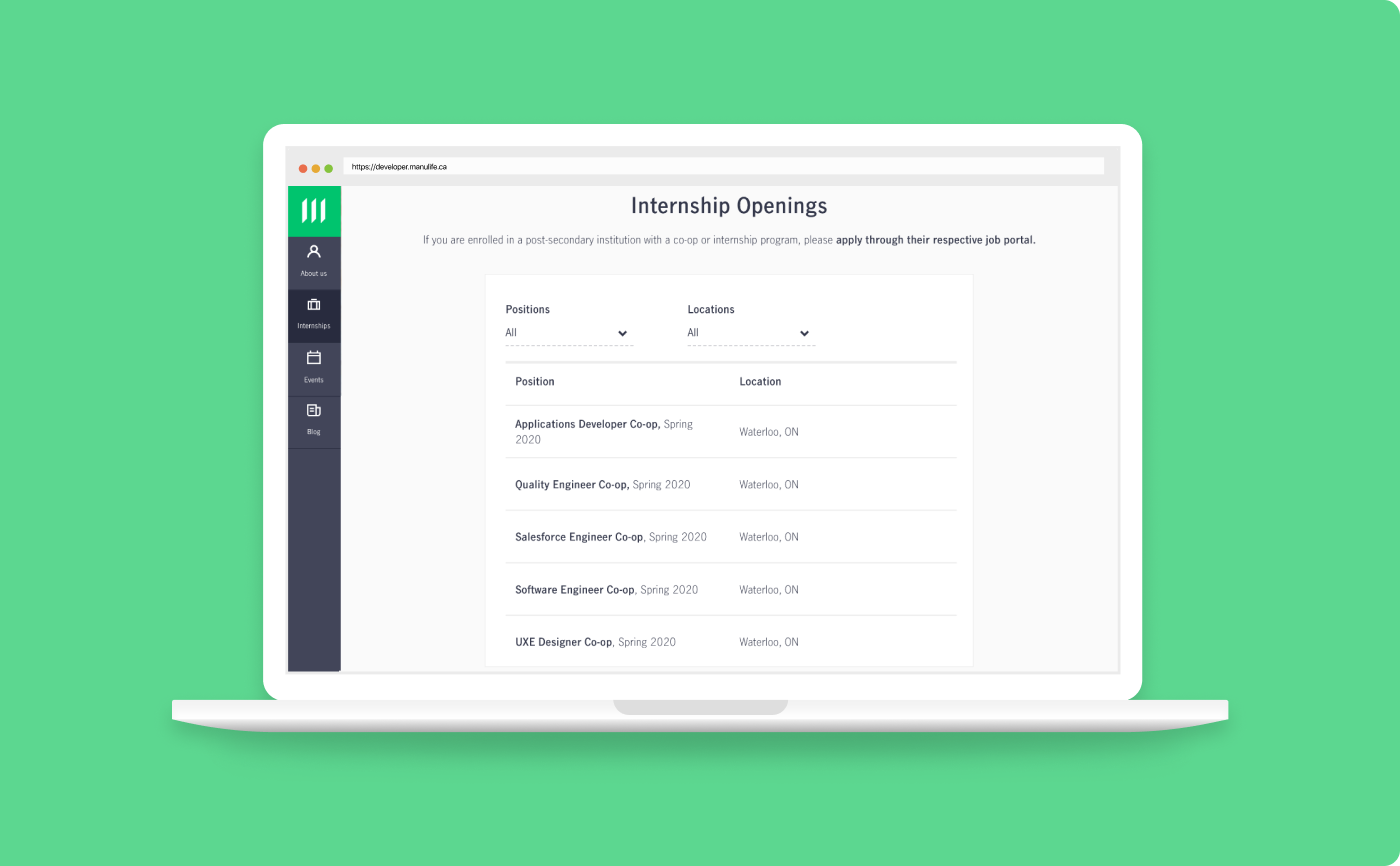 https://developer.manulife.ca
Internship Openings
If you are enrolled in a post-secondary institution with a co-op or internship program, please apply through their respective job portal.
About us
Internships
Events
Blog
Positions
Locations
All
All
Position
Location
Applications Developer Co-op, Spring
2020
Waterloo, ON
Quality Engineer Co-op, Spring 2020
Waterloo, ON
Salesforce Engineer Co-op, Spring 2020
Waterloo, ON
Software Engineer Co-op, Spring 2020
Waterloo, ON
UXE Designer Co-op, Spring 2020
Waterloo, ON